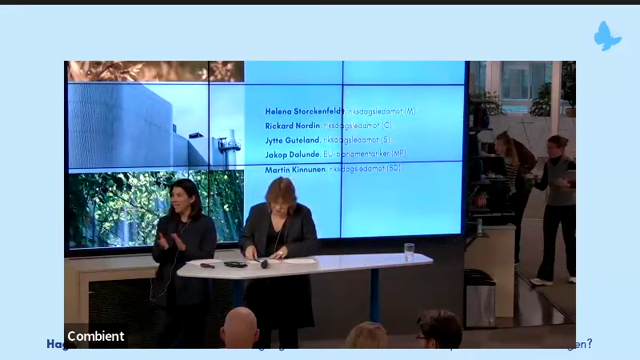 Helena Storckenfeldt, riksdagsledamot (M)
Rickard Nordin, riksdagsledamot (C)
Jytte Guteland, riksdagsledamot (S)
Jakop Dalunde, EU-parlamentariker (MP)
Martin Kinnunen, riksdagsledamot (SD)
Combient